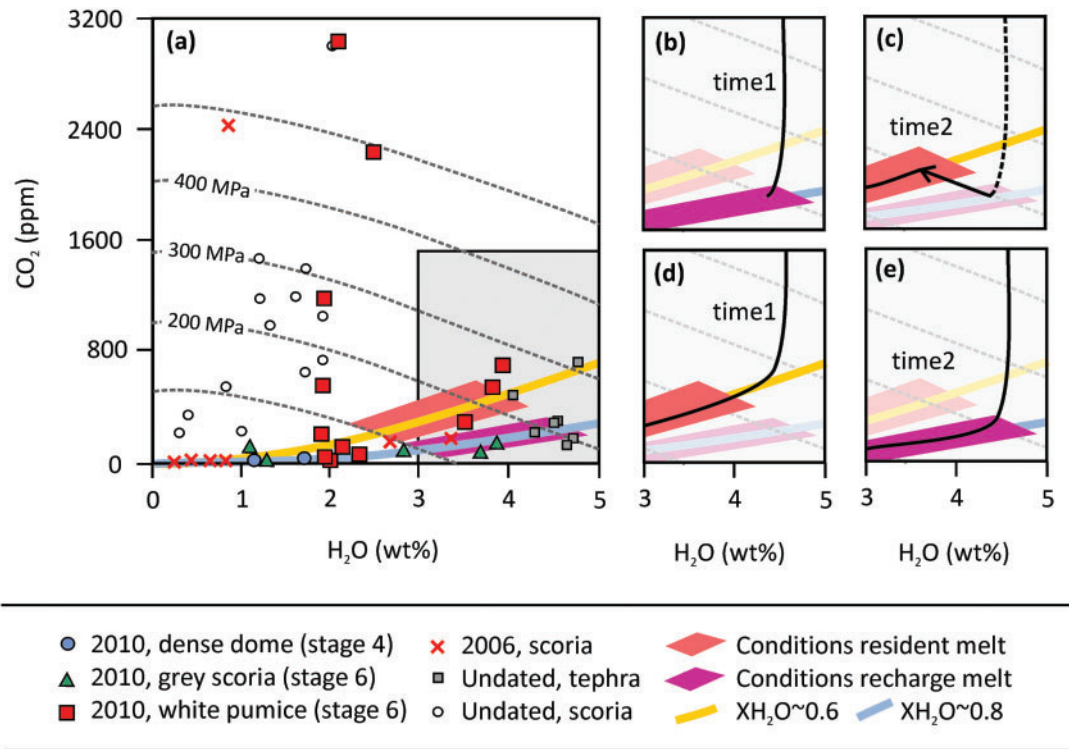 3200
(a)
(b)
(c)
time1
2400
time2
400 MPa
CO₂ (ppm)
1600
300 MPa
(d)
(e)
time1
200 MPa
time2
800
0
0 1 2 3 4 5
3 4 5
3 4 5
H₂O (wt%)
H₂O (wt%)
H₂O (wt%)
2010, dense dome (stage 4)
2006, scoria
Conditions resident melt
2010, grey scoria (stage 6)
Undated, tephra
Conditions recharge melt
2010, white pumice (stage 6)
Undated, scoria
XH₂O~0.6
XH₂O~0.8